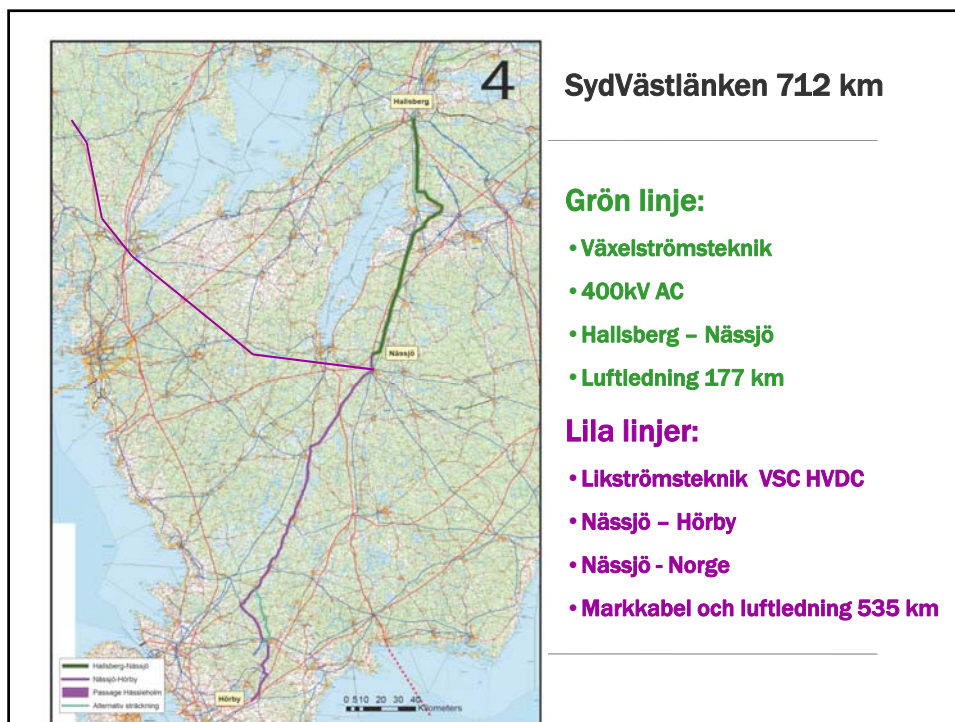 4
Hallsberg
Nässjö
Hörby
Hallsberg-Nässjö
Nässjö-Hörby
Passage Hässleholm
Alternativ sträckning
0 5 10 20 30 40
Kilometers
SydVästlänken 712 km
Grön linje:
•Växelströmsteknik
•400kV AC
•Hallsberg – Nässjö
•Luftledning 177 km
Lila linjer:
•Likströmsteknik VSC HVDC
•Nässjö – Hörby
•Nässjö - Norge
•Markkabel och luftledning 535 km